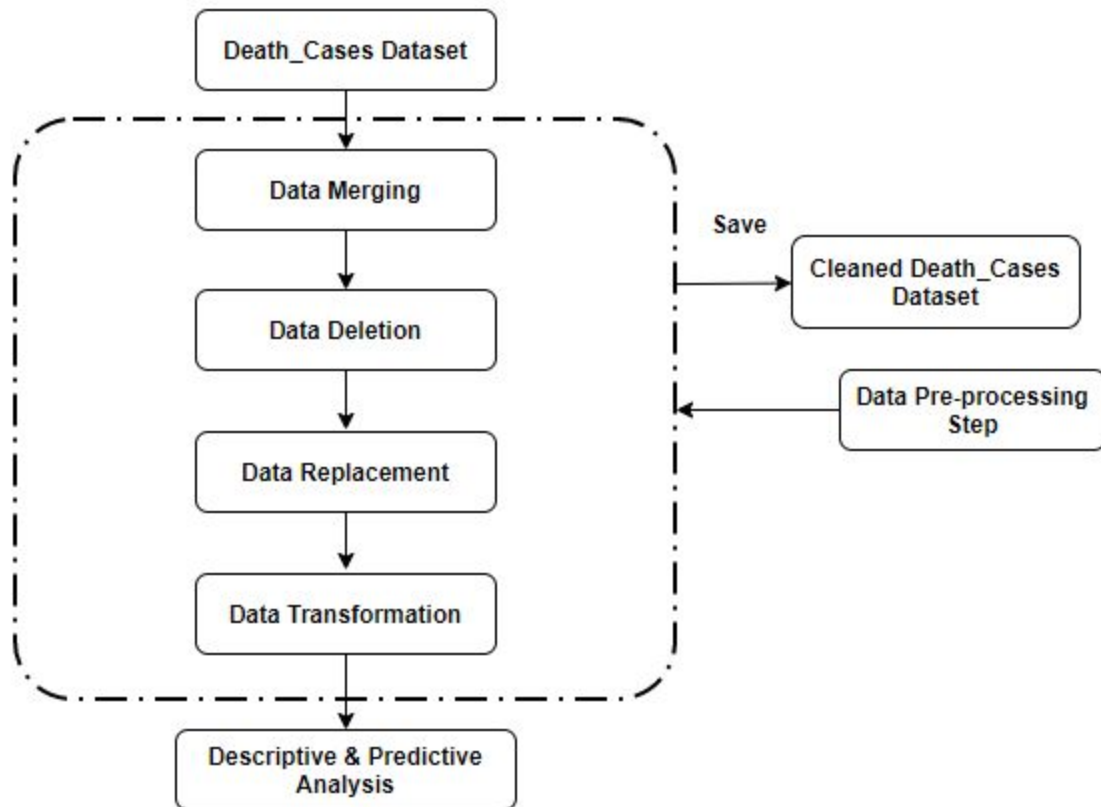 Death_Cases Dataset
Data Merging
Save
Cleaned Death_Cases
Dataset
Data Deletion
Data Pre-processing
Step
Data Replacement
Data Transformation
Descriptive & Predictive
Analysis